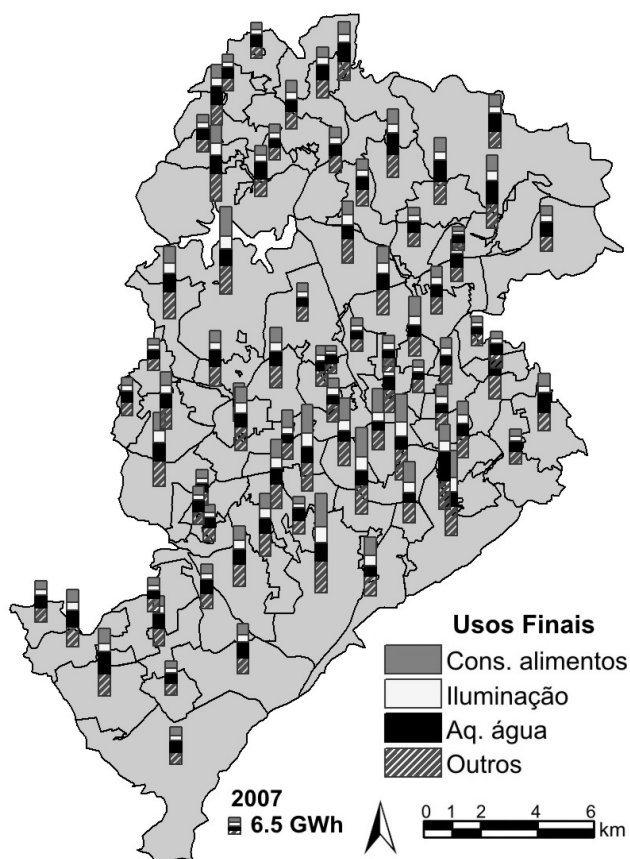 Usos Finais
Cons. alimentos
Iluminação
Aq. água
Outros
2007
6.5 GWh
0 1 2 4 6
km